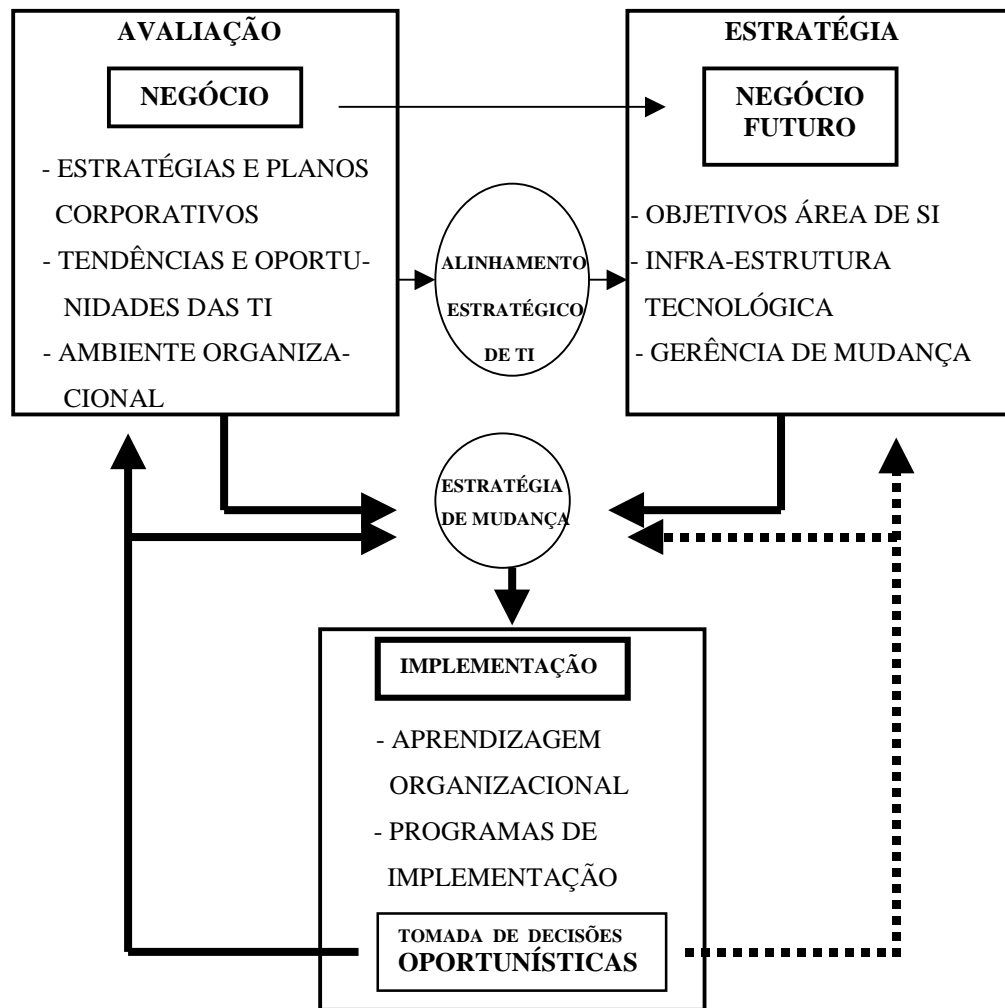 AVALIAÇÃO
NEGÓCIO
- ESTRATÉGIAS E PLANOS
CORPORATIVOS
- TENDÊNCIAS E OPORTU-
NIDADES DAS TI
- AMBIENTE ORGANIZA-
CIONAL
ALINHAMENTO
ESTRATÉGICO
DE TI
ESTRATÉGIA
NEGÓCIO
FUTURO
- OBJETIVOS ÁREA DE SI
- INFRA-ESTRUTURA
TECNOLÓGICA
- GERÊNCIA DE MUDANÇA
ESTRATÉGIA
DE MUDANÇA
IMPLEMENTAÇÃO
- APRENDIZAGEM
ORGANIZACIONAL
- PROGRAMAS DE
IMPLEMENTAÇÃO
TOMADA DE DECISÕES
OPORTUNÍSTICAS